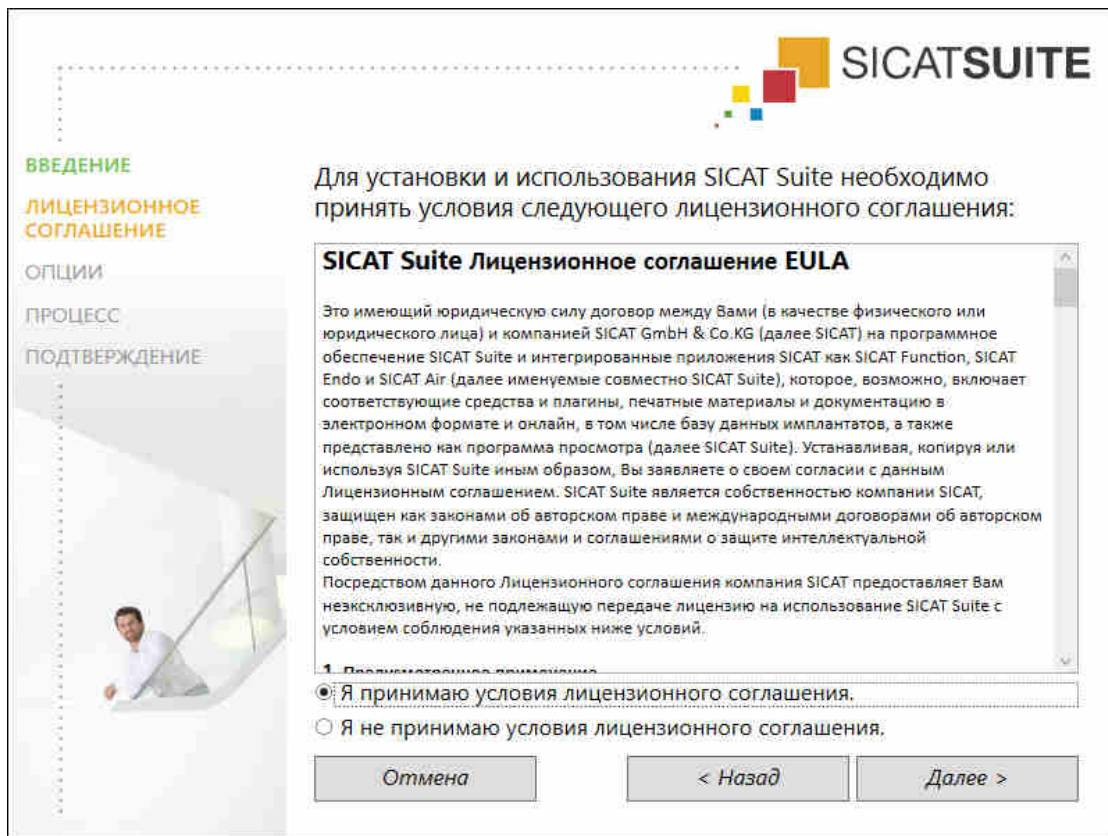 SICATSUITE
ВВЕДЕНИЕ
ЛИЦЕНЗИОННОЕ
СОГЛАШЕНИЕ
ОПЦИИ
ПРОЦЕСС
ПОДТВЕРЖДЕНИЕ
Для установки и использования SICAT Suite необходимо
принять условия следующего лицензионного соглашения:
SICAT Suite Лицензионное соглашение EULA
Это имеющий юридическую силу договор между Вами (в качестве физического или
юридического лица) и компанией SICAT GmbH & Co.KG (далее SICAT) на программное
обеспечение SICAT Suite и интегрированные приложения SICAT как SICAT Function, SICAT
Endo и SICAT Air (далее именуемые совместно SICAT Suite), которое, возможно, включает
соответствующие средства и плагины, печатные материалы и документацию в
электронном формате и онлайн, в том числе базу данных имплантатов, а также
представлено как программа просмотра (далее SICAT Suite). Устанавливая, копируя или
используя SICAT Suite иным образом, Вы заявляете о своем согласии с данным
Лицензионным соглашением. SICAT Suite является собственностью компании SICAT,
защищен как законами об авторском праве и международными договорами об авторском
праве, так и другими законами и соглашениями о защите интеллектуальной
собственности.
Посредством данного Лицензионного соглашения компания SICAT предоставляет Вам
неэксклюзивную, не подлежащую передаче лицензию на использование SICAT Suite с
условием соблюдения указанных ниже условий.
1. Предусмотренное применение
Я принимаю условия лицензионного соглашения.
Я не принимаю условия лицензионного соглашения.
Отмена
< Назад
Далее >